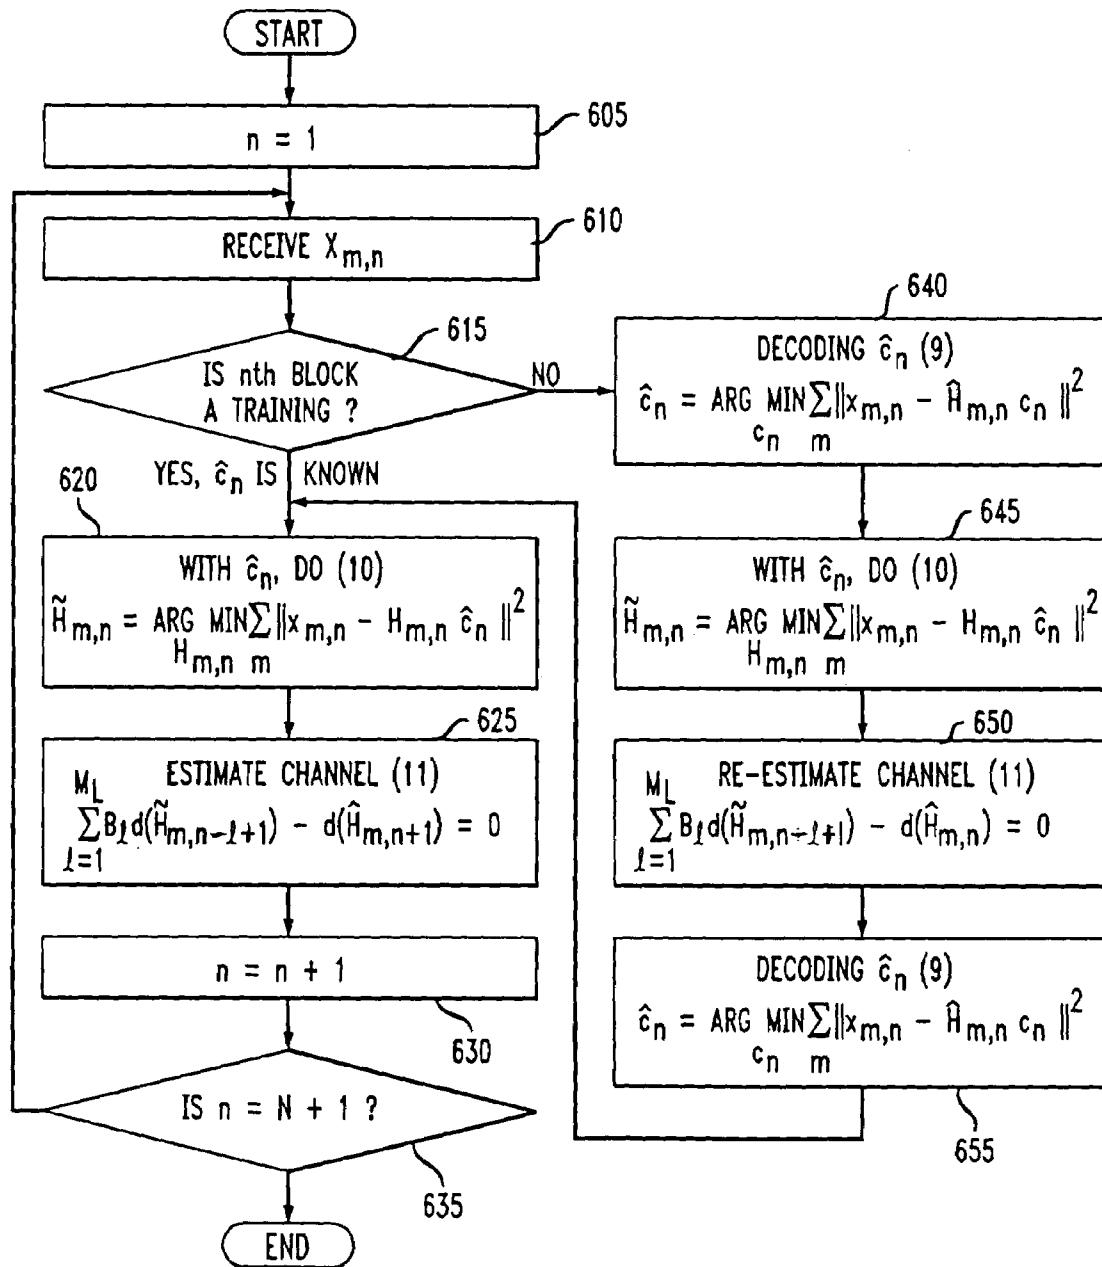 START
605
n = 1
610
RECEIVE X_{m,n}
615
IS nth BLOCK
A TRAINING ?
NO
YES, ĉ_n IS KNOWN
620
WITH ĉ_n, DO (10)
H̃_{m,n} = ARG MIN Σ ‖x_{m,n} - H_{m,n} ĉ_n ‖²
H_{m,n} m
625
ESTIMATE CHANNEL (11)
M_L
Σ B_ℓ d(H̃_{m,n-ℓ+1}) - d(Ĥ_{m,n+1}) = 0
ℓ=1
n = n + 1
630
IS n = N + 1 ?
635
END
640
DECODING ĉ_n (9)
ĉ_n = ARG MIN Σ ‖x_{m,n} - Ĥ_{m,n} c_n ‖²
c_n m
645
WITH ĉ_n, DO (10)
H̃_{m,n} = ARG MIN Σ ‖x_{m,n} - H_{m,n} ĉ_n ‖²
H_{m,n} m
650
RE-ESTIMATE CHANNEL (11)
M_L
Σ B_ℓ d(H̃_{m,n-ℓ+1}) - d(Ĥ_{m,n}) = 0
ℓ=1
DECODING ĉ_n (9)
ĉ_n = ARG MIN Σ ‖x_{m,n} - Ĥ_{m,n} c_n ‖²
c_n m
655